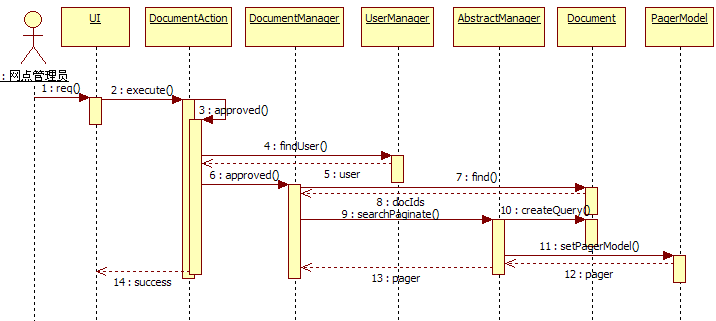 UI
DocumentAction
DocumentManager
UserManager
AbstractManager
Document
PagerModel
: 网点管理员
1 : req()
2 : execute()
3 : approved()
4 : findUser()
5 : user
6 : approved()
7 : find()
8 : docIds
9 : searchPaginate()
10 : createQuery()
11 : setPagerModel()
12 : pager
13 : pager
14 : success